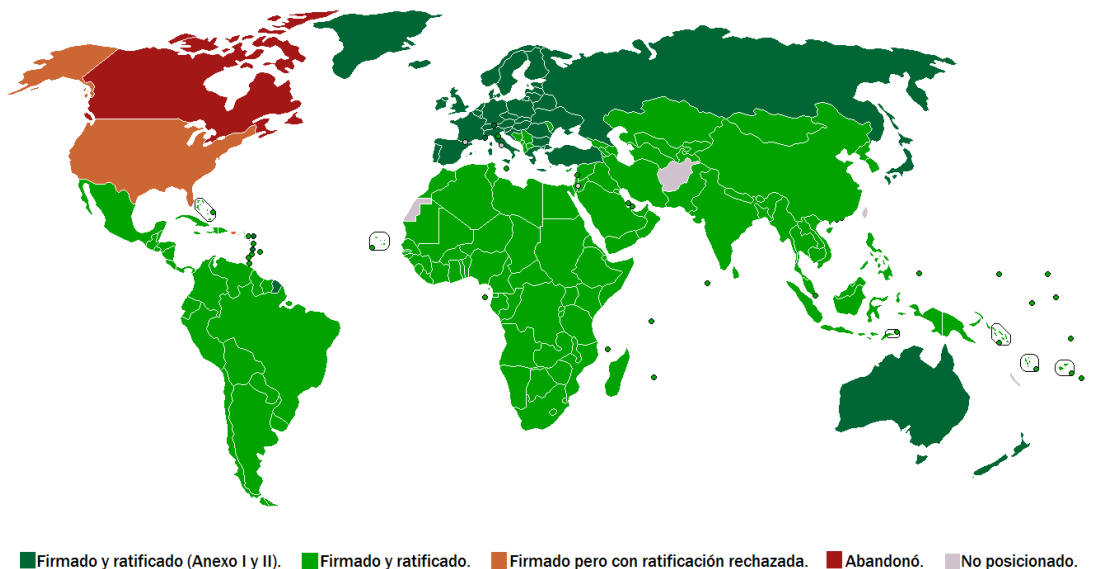 Firmado y ratificado (Anexo I y II). Firmado y ratificado. Firmado pero con ratificación rechazada. Abandonó. No posicionado.